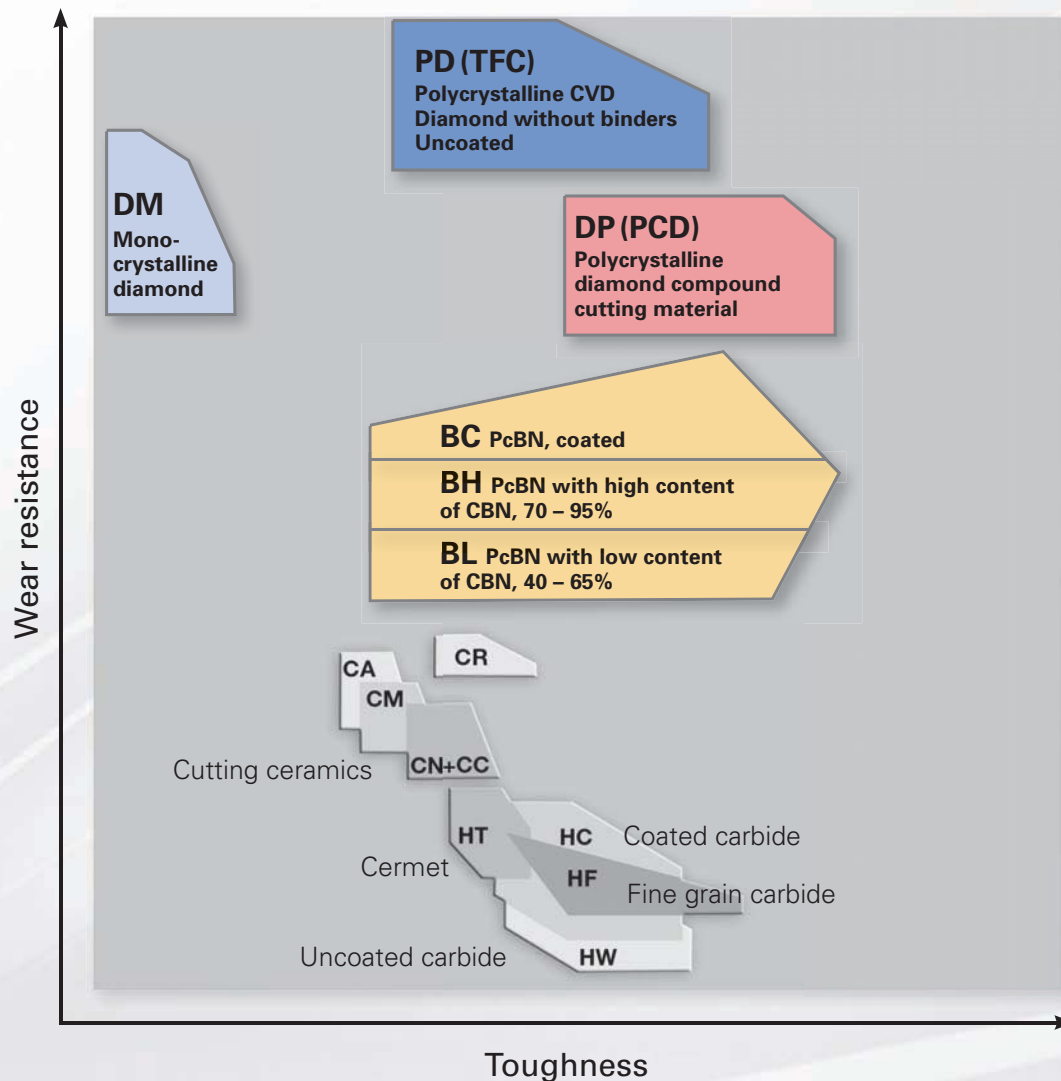 PD (TFC)
Polycrystalline CVD
Diamond without binders
Uncoated
DM
Mono-
crystalline
diamond
DP (PCD)
Polycrystalline
diamond compound
cutting material
Wear resistance
BC PcBN, coated
BH PcBN with high content
of CBN, 70 – 95%
BL PcBN with low content
of CBN, 40 – 65%
CR
CA
CM
CN+CC
Cutting ceramics
HT
HC
Coated carbide
Cermet
HF
Fine grain carbide
Uncoated carbide
HW
Toughness